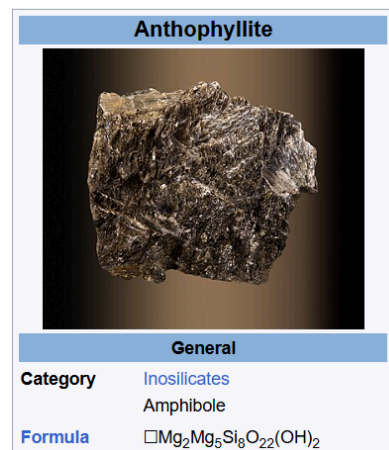 Anthophyllite
General
Category Inosilicates
Amphibole
Formula ☐Mg₂Mg₅Si₈O₂₂(OH)₂